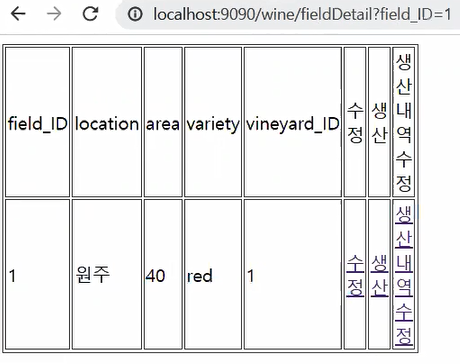 localhost:9090/wine/fieldDetail?field_ID=1
field_ID location area variety vineyard_ID 수정 생산 생산내역수정
1 원주 40 red 1 수정 생산 생산내역수정